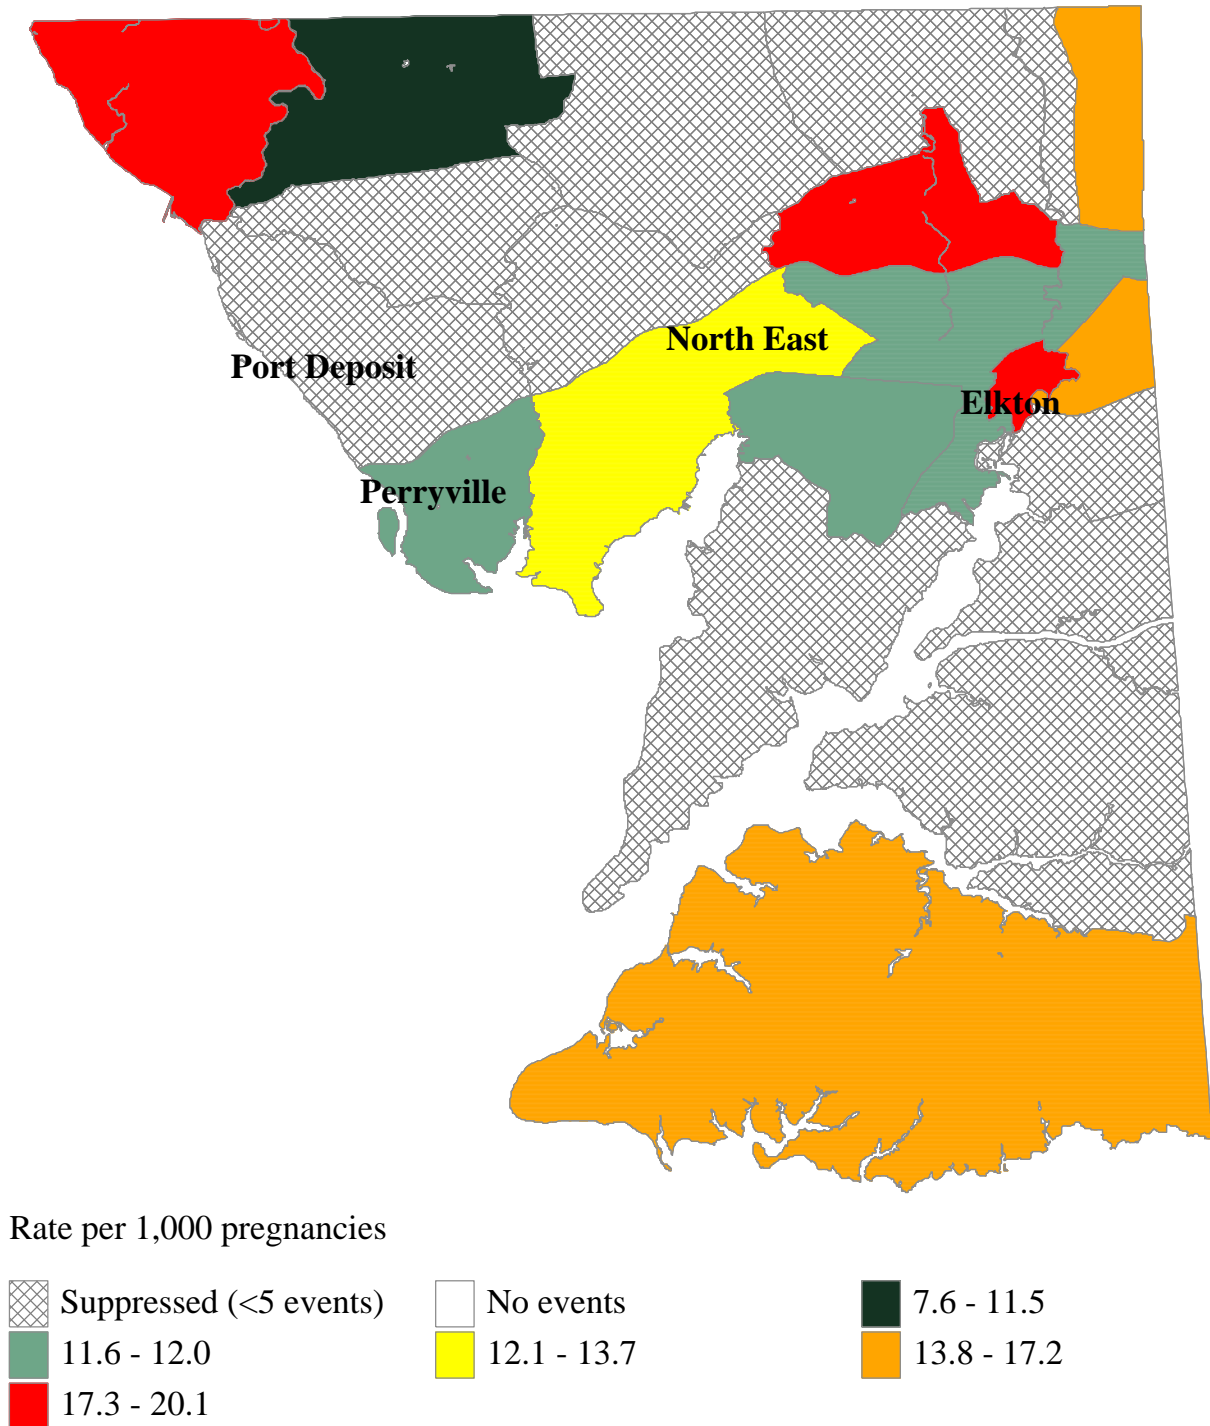 North East
Port Deposit
Elkton
Perryville
Rate per 1,000 pregnancies
Suppressed (<5 events)
No events
7.6 - 11.5
11.6 - 12.0
12.1 - 13.7
13.8 - 17.2
17.3 - 20.1